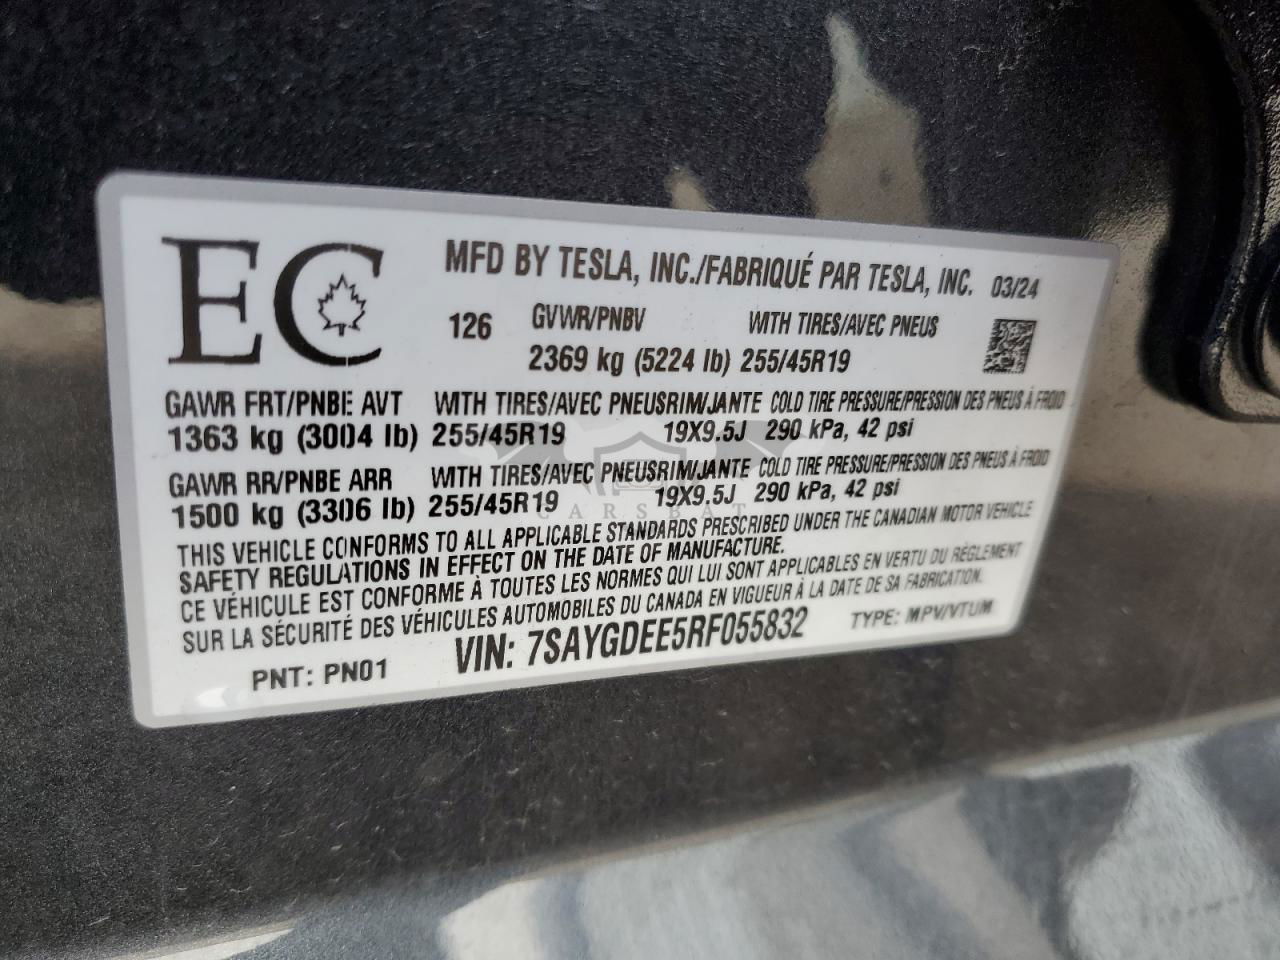 EC
MFD BY TESLA, INC./FABRIQUÉ PAR TESLA, INC. 03/24
126 GVWR/PNBV WITH TIRES/AVEC PNEUS
2369 kg (5224 lb) 255/45R19
GAWR FRT/PNBE AVT WITH TIRES/AVEC PNEUS RIM/JANTE COLD TIRE PRESSURE/PRESSION DES PNEUS À FROID
1363 kg (3004 lb) 255/45R19 19X9.5J 290 kPa, 42 psi
GAWR RR/PNBE ARR WITH TIRES/AVEC PNEUS RIM/JANTE COLD TIRE PRESSURE/PRESSION DES PNEUS À FROID
1500 kg (3306 lb) 255/45R19 19X9.5J 290 kPa, 42 psi
CARSBAT
THIS VEHICLE CONFORMS TO ALL APPLICABLE STANDARDS PRESCRIBED UNDER THE CANADIAN MOTOR VEHICLE
SAFETY REGULATIONS IN EFFECT ON THE DATE OF MANUFACTURE.
CE VÉHICULE EST CONFORME À TOUTES LES NORMES QUI LUI SONT APPLICABLES EN VERTU DU RÈGLEMENT
SUR LA SÉCURITÉ DES VÉHICULES AUTOMOBILES DU CANADA EN VIGUEUR À LA DATE DE SA FABRICATION.
PNT: PN01 VIN: 7SAYGDEE5RF055832 TYPE: MPV/VTUM